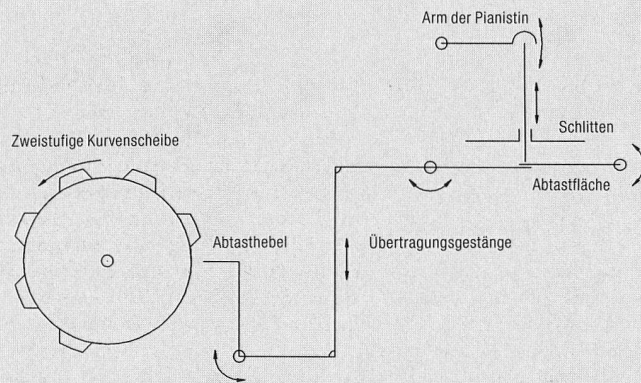 Arm der Pianistin
Schlitten
Zweistufige Kurvenscheibe
Abtastfläche
Abtasthebel
Übertragungsgestänge